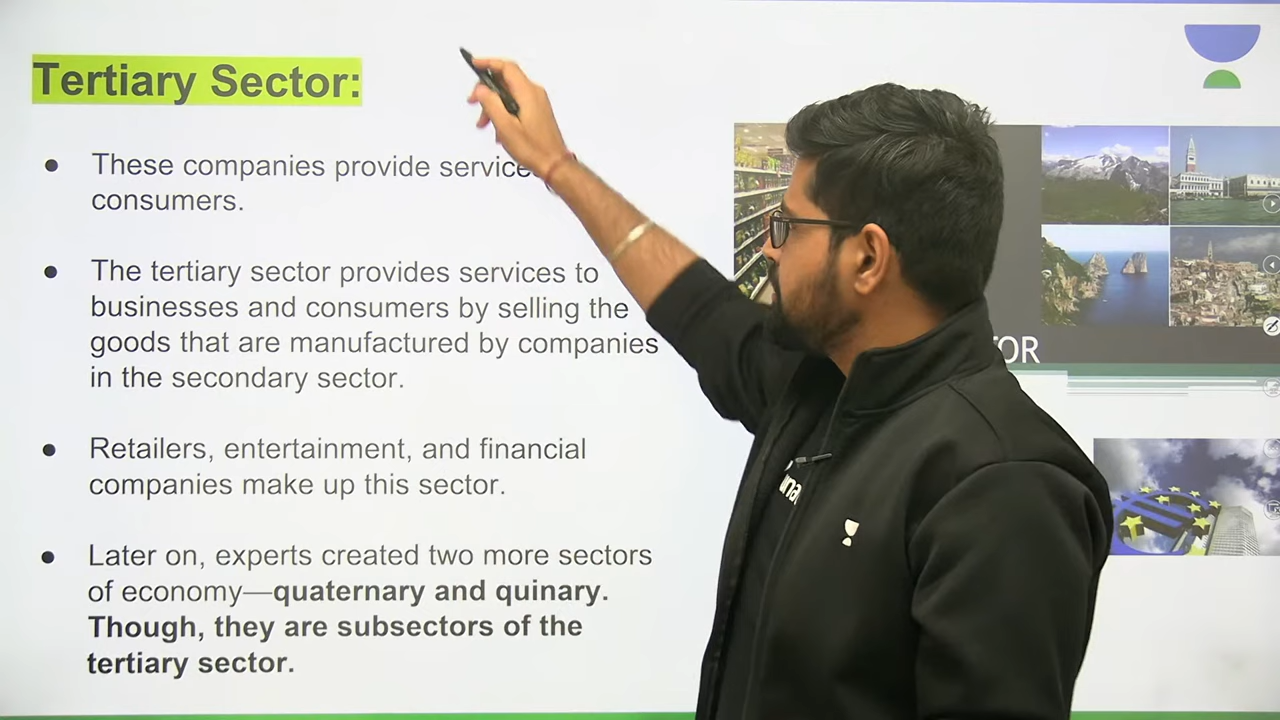 Tertiary Sector:
● These companies provide
consumers.
● The tertiary sector provides services to
businesses and consumers by selling the
goods that are manufactured by companies
in the secondary sector.
● Retailers, entertainment, and financial
companies make up this sector.
● Later on, experts created two more sectors
of economy—quaternary and quinary.
Though, they are subsectors of the
tertiary sector.